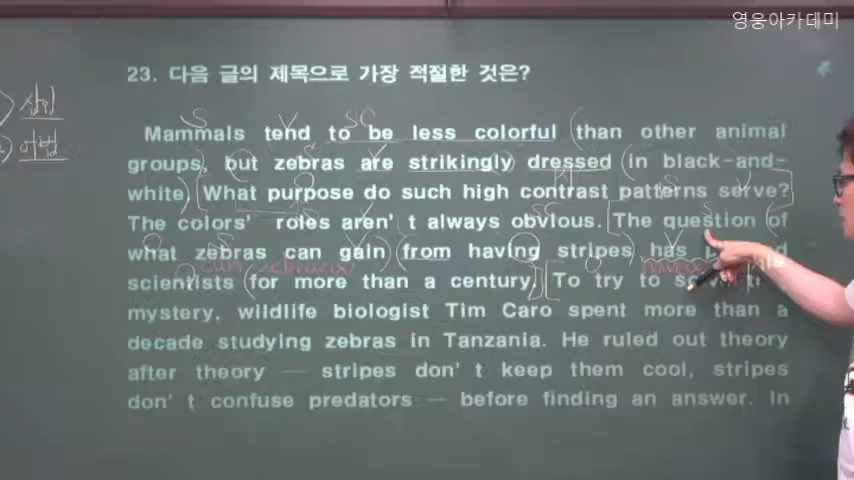 영웅아카데미
23. 다음 글의 제목으로 가장 적절한 것은?
Mammals tend to be less colorful than other animal
groups, but zebras are strikingly dressed in black-and-
white. What purpose do such high contrast patterns serve?
The colors' roles aren't always obvious. The question of
what zebras can gain from having stripes has
scientists for more than a century. To try to
mystery, wildlife biologist Tim Caro spent more than a
decade studying zebras in Tanzania. He ruled out theory
after theory — stripes don't keep them cool, stripes
don't confuse predators — before finding an answer. In